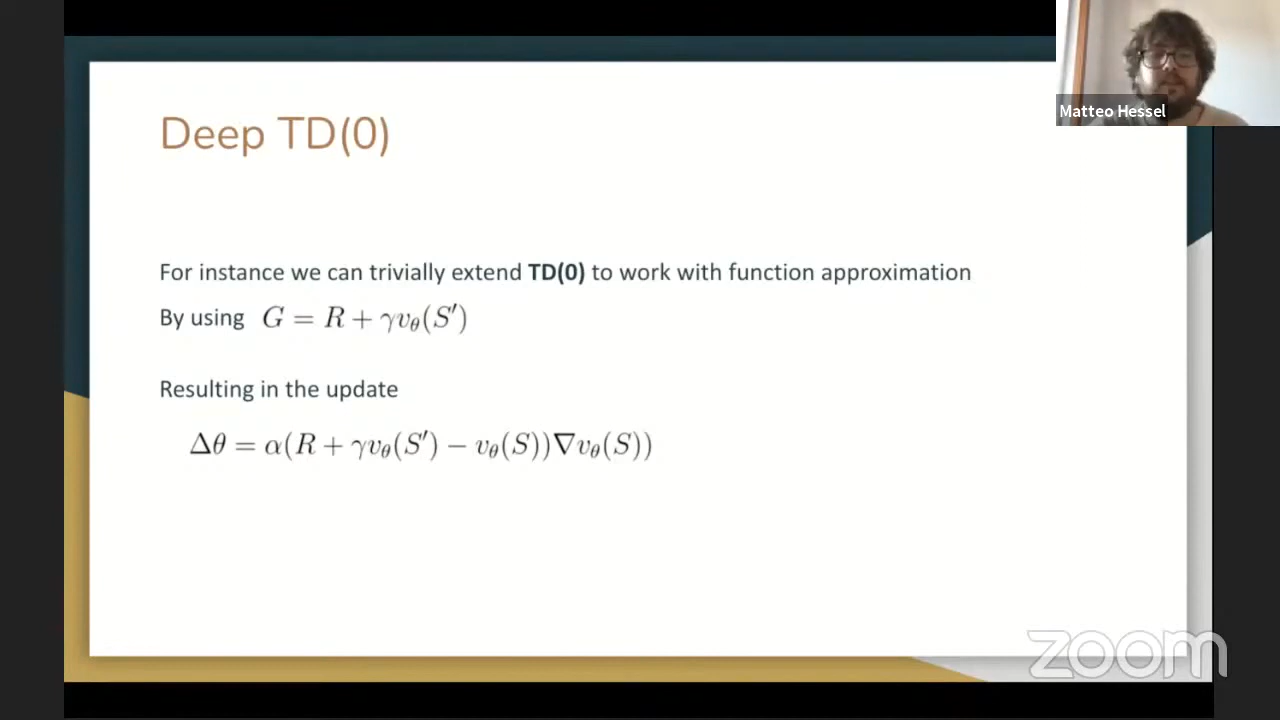 Matteo Hessel
Deep TD(0)
For instance we can trivially extend TD(0) to work with function approximation
By using G = R + γv_θ(S′)
Resulting in the update
Δθ = α(R + γv_θ(S′) − v_θ(S))∇v_θ(S))
zoom